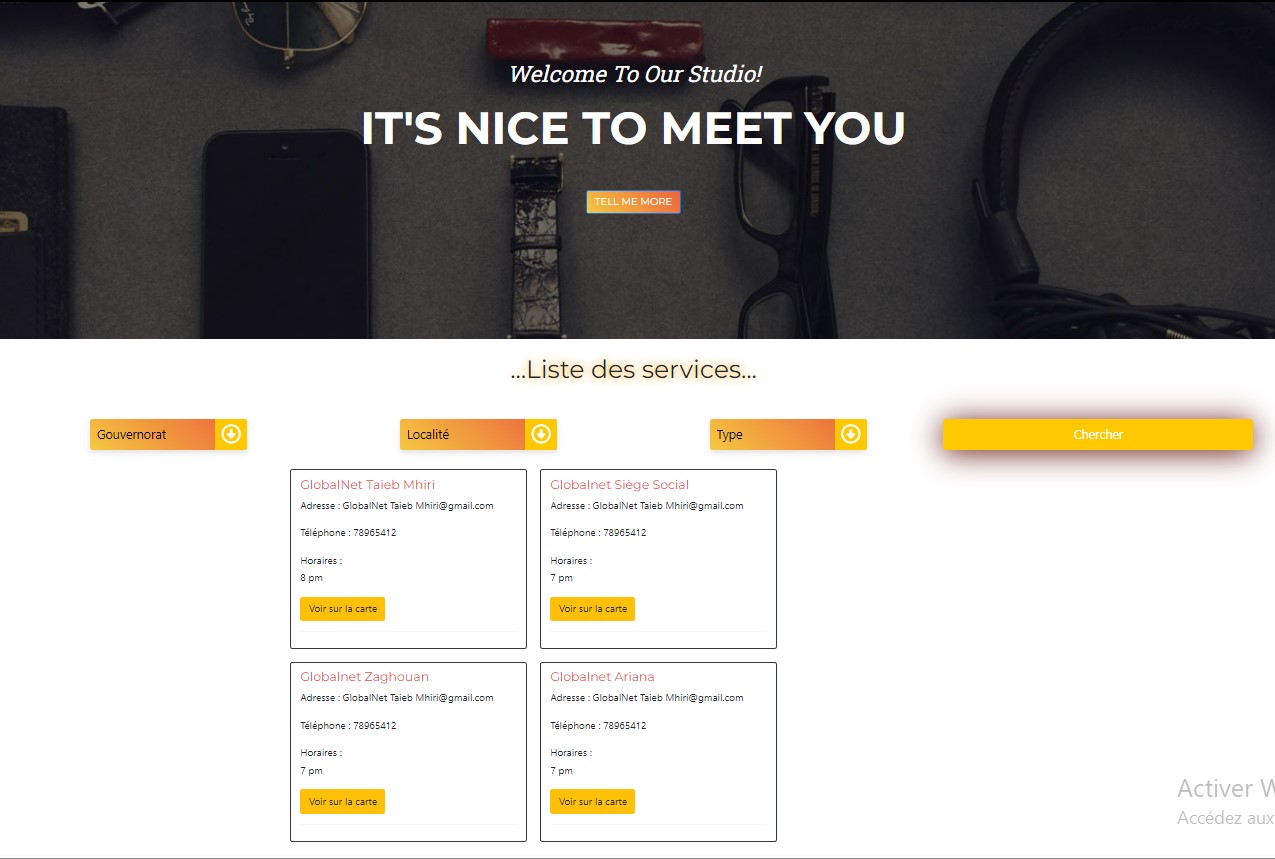 Welcome To Our Studio!
IT'S NICE TO MEET YOU
TELL ME MORE
...Liste des services...
Gouvernorat
Localité
Type
Chercher
GlobalNet Taieb Mhiri
Adresse : GlobalNet Taieb Mhiri@gmail.com
Téléphone : 78965412
Horaires :
8 pm
Voir sur la carte
Globalnet Siège Social
Adresse : GlobalNet Taieb Mhiri@gmail.com
Téléphone : 78965412
Horaires :
7 pm
Voir sur la carte
Globalnet Zaghouan
Adresse : GlobalNet Taieb Mhiri@gmail.com
Téléphone : 78965412
Horaires :
7 pm
Voir sur la carte
Globalnet Ariana
Adresse : GlobalNet Taieb Mhiri@gmail.com
Téléphone : 78965412
Horaires :
7 pm
Voir sur la carte
Activer W
Accédez aux